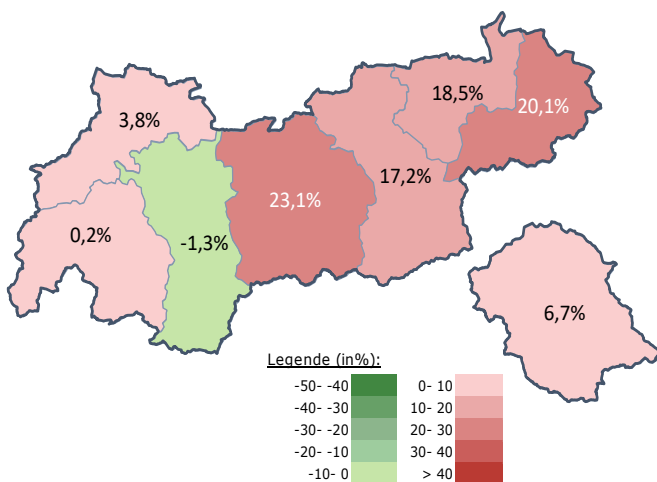 18,5%
20,1%
3,8%
17,2%
23,1%
0,2%
-1,3%
6,7%
Legende (in%):
-50- -40 0- 10
-40- -30 10- 20
-30- -20 20- 30
-20- -10 30- 40
-10- 0 > 40